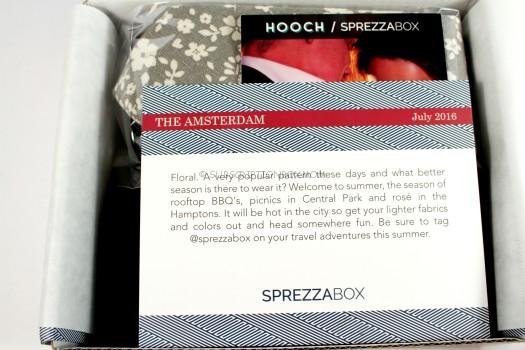 HOOCH / SPREZZABOX
THE AMSTERDAM
July 2016
Floral. A very popular pattern these days and what better
season is there to wear it? Welcome to summer, the season of
rooftop BBQ's, picnics in Central Park and rosé in the
Hamptons. It will be hot in the city so get your lighter fabrics
and colors out and head somewhere fun. Be sure to tag
@sprezzabox on your travel adventures this summer.
SPREZZABOX